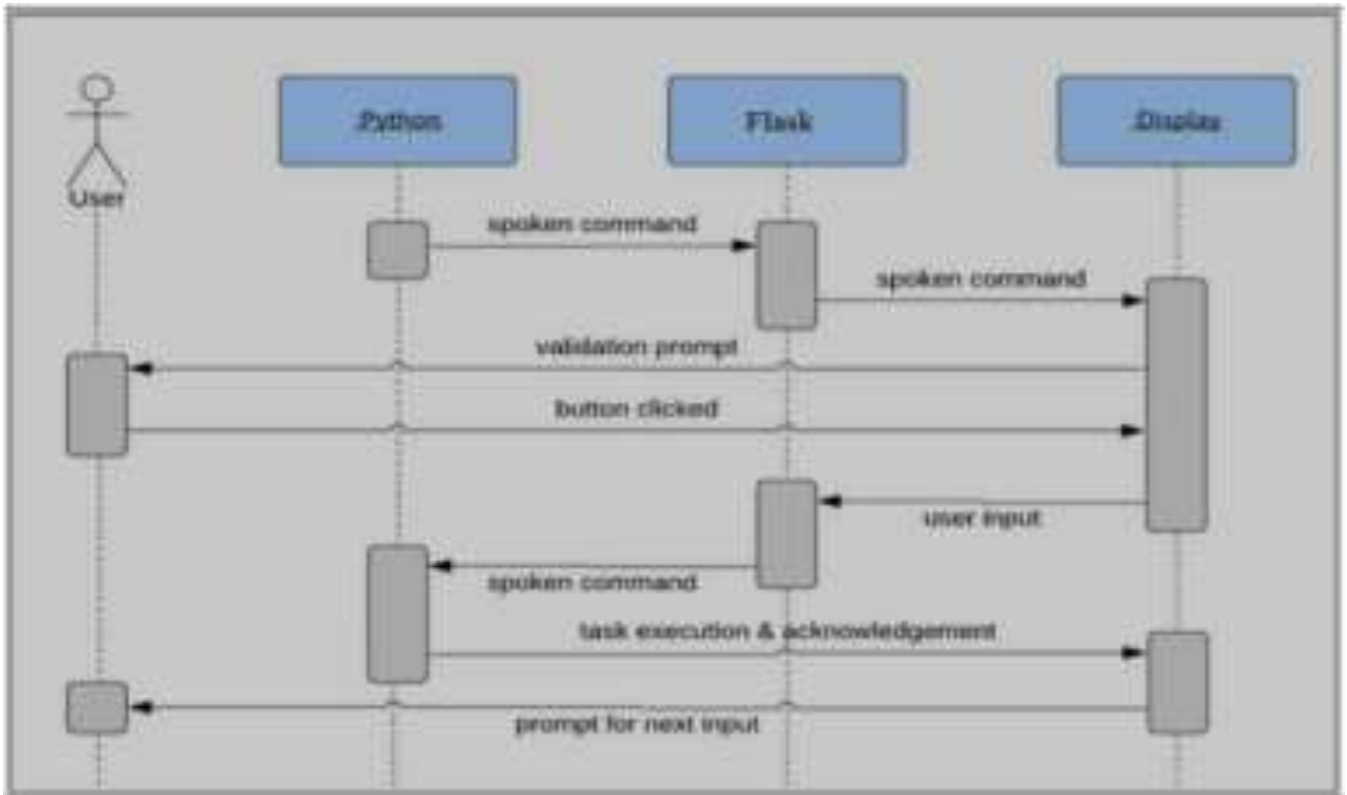 Python
Flask
Display
User
spoken command
spoken command
validation prompt
button clicked
user input
spoken command
task execution & acknowledgement
prompt for next input